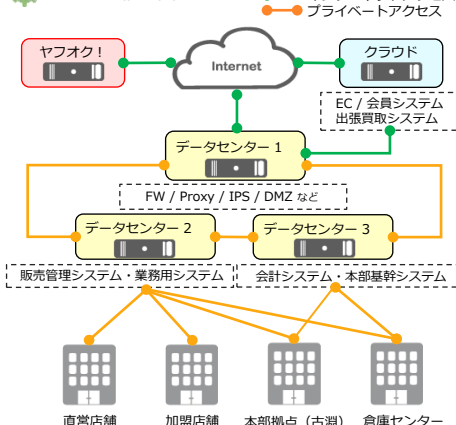 プライベートアクセス
ヤフオク！
Internet
クラウド
EC / 会員システム
出張買取システム
データセンター 1
FW / Proxy / IPS / DMZ など
データセンター 2
データセンター 3
販売管理システム・業務用システム
会計システム・本部基幹システム
直営店舗
加盟店舗
本部拠点（古淵）
倉庫センター